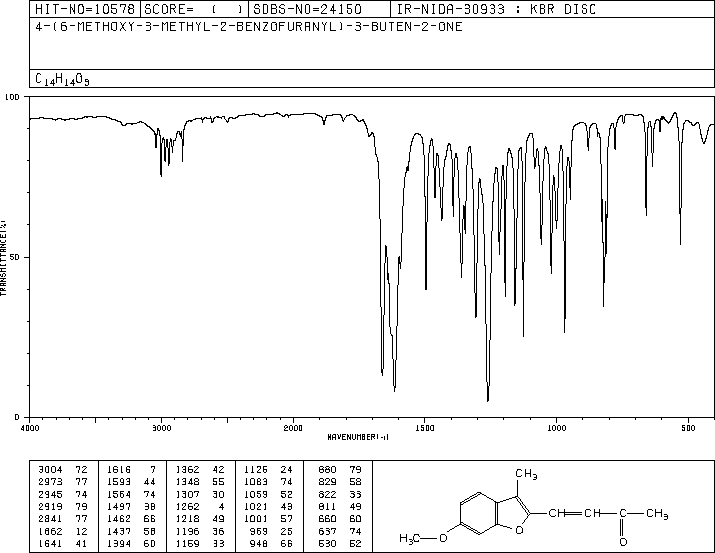 HIT-NO=10578 SCORE= ( ) SDBS-NO=24150 IR-NIDA-30933 : KBR DISC
4-(6-METHOXY-3-METHYL-2-BENZOFURANYL)-3-BUTEN-2-ONE
C14H14O3
100
50
0
TRANSMITTANCE(%)
4000 3000 2000 1500 1000 500
WAVENUMBER(-1)
3004 72 1616 7 1362 42 1126 24 880 79
2973 77 1593 44 1348 55 1083 74 829 58
2945 74 1564 74 1307 30 1059 52 822 33
2919 79 1497 38 1262 4 1021 43 811 49
2841 77 1462 66 1218 49 1001 57 660 60
1662 12 1437 58 1196 36 969 25 637 74
1641 41 1394 60 1159 33 948 66 530 52
CH3
CH CH C CH3
H3C O O O